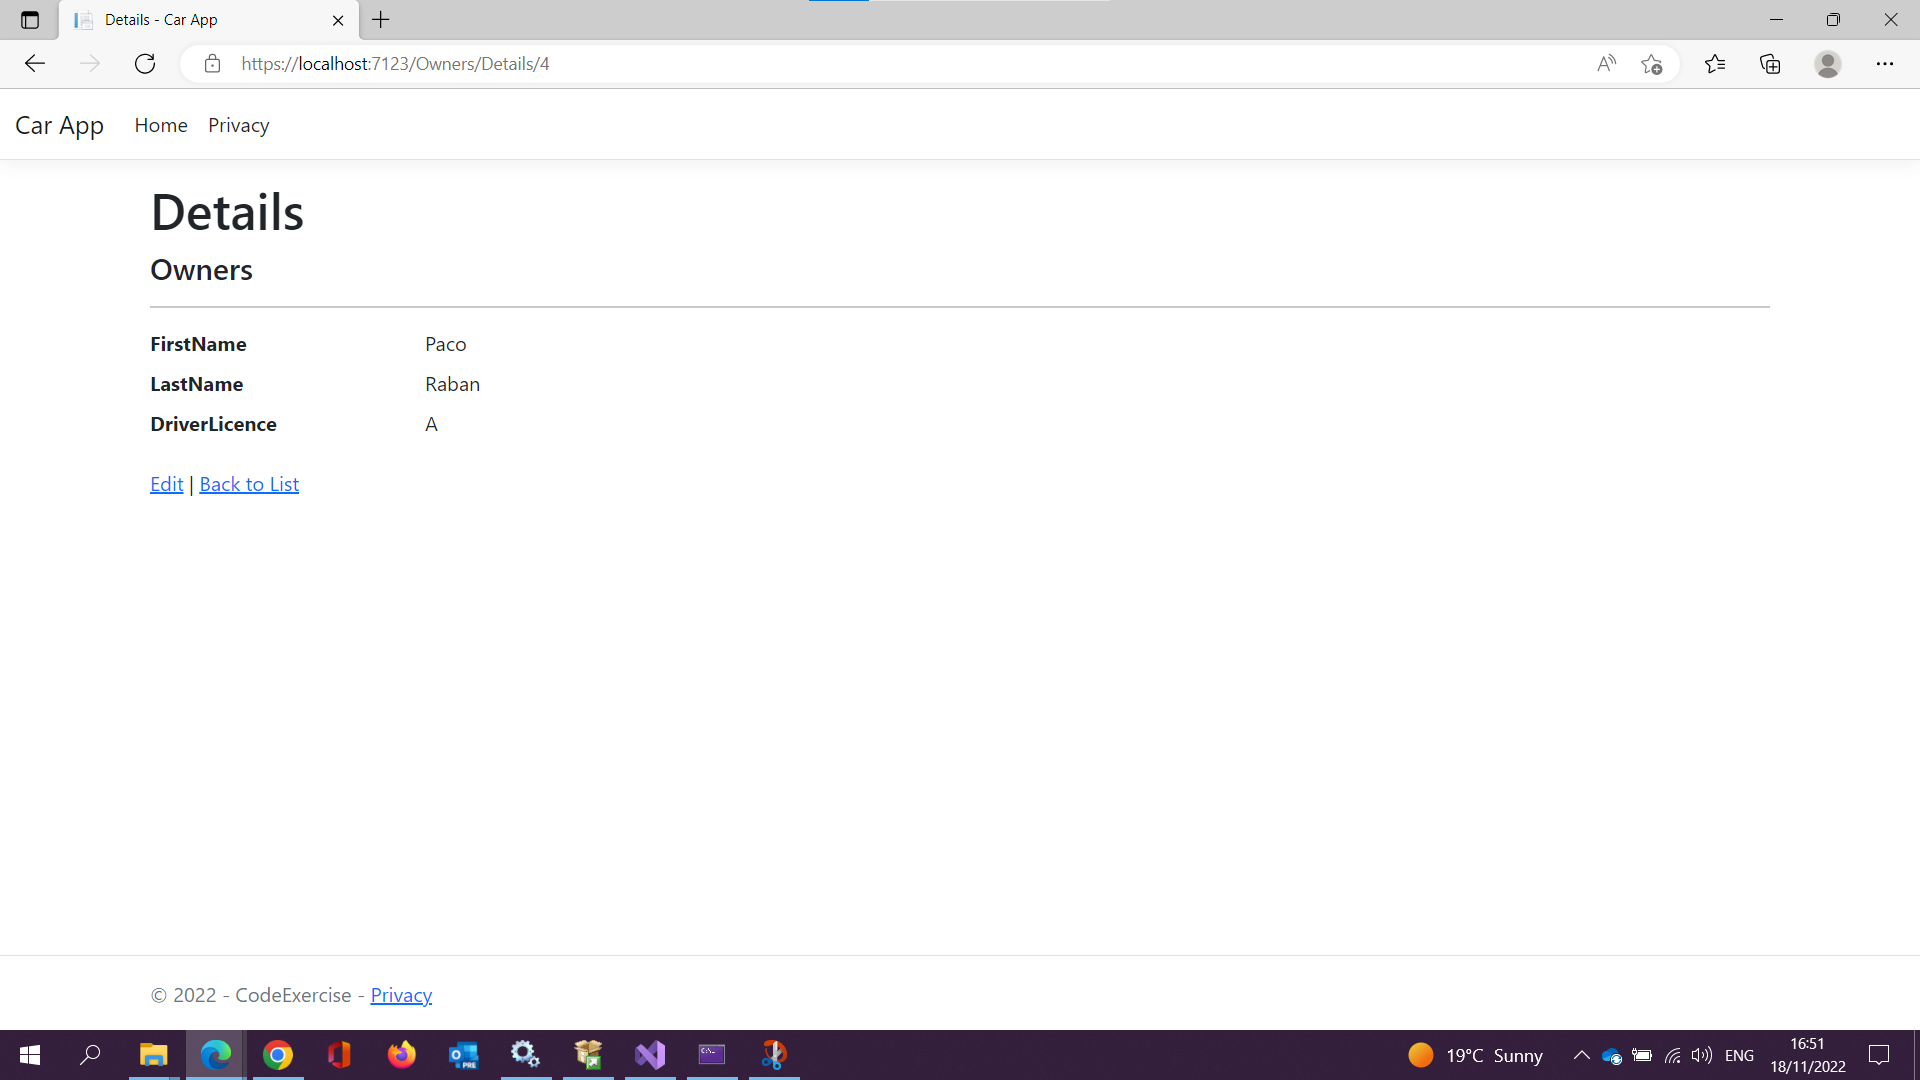 Details - Car App
https://localhost:7123/Owners/Details/4
Car App Home Privacy
Details
Owners
FirstName Paco
LastName Raban
DriverLicence A
Edit | Back to List
© 2022 - CodeExercise - Privacy
19°C Sunny
ENG
16:51
18/11/2022
PRE